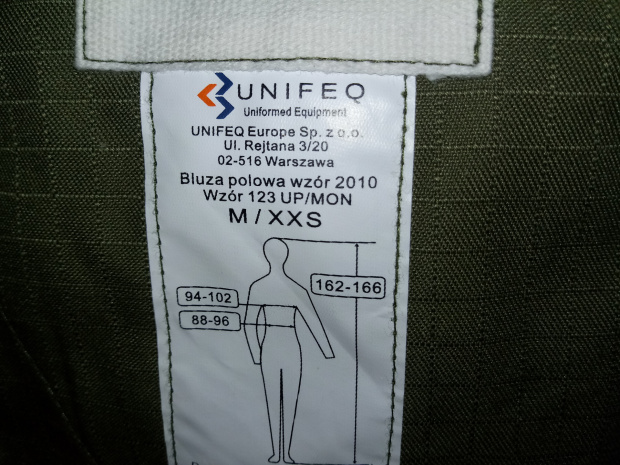 UNIFEQ
Uniformed Equipment
UNIFEQ Europe Sp. z o.o.
Ul. Rejtana 3/20
02-516 Warszawa
Bluza polowa wzór 2010
Wzór 123 UP/MON
M / XXS
162-166
94-102
88-96